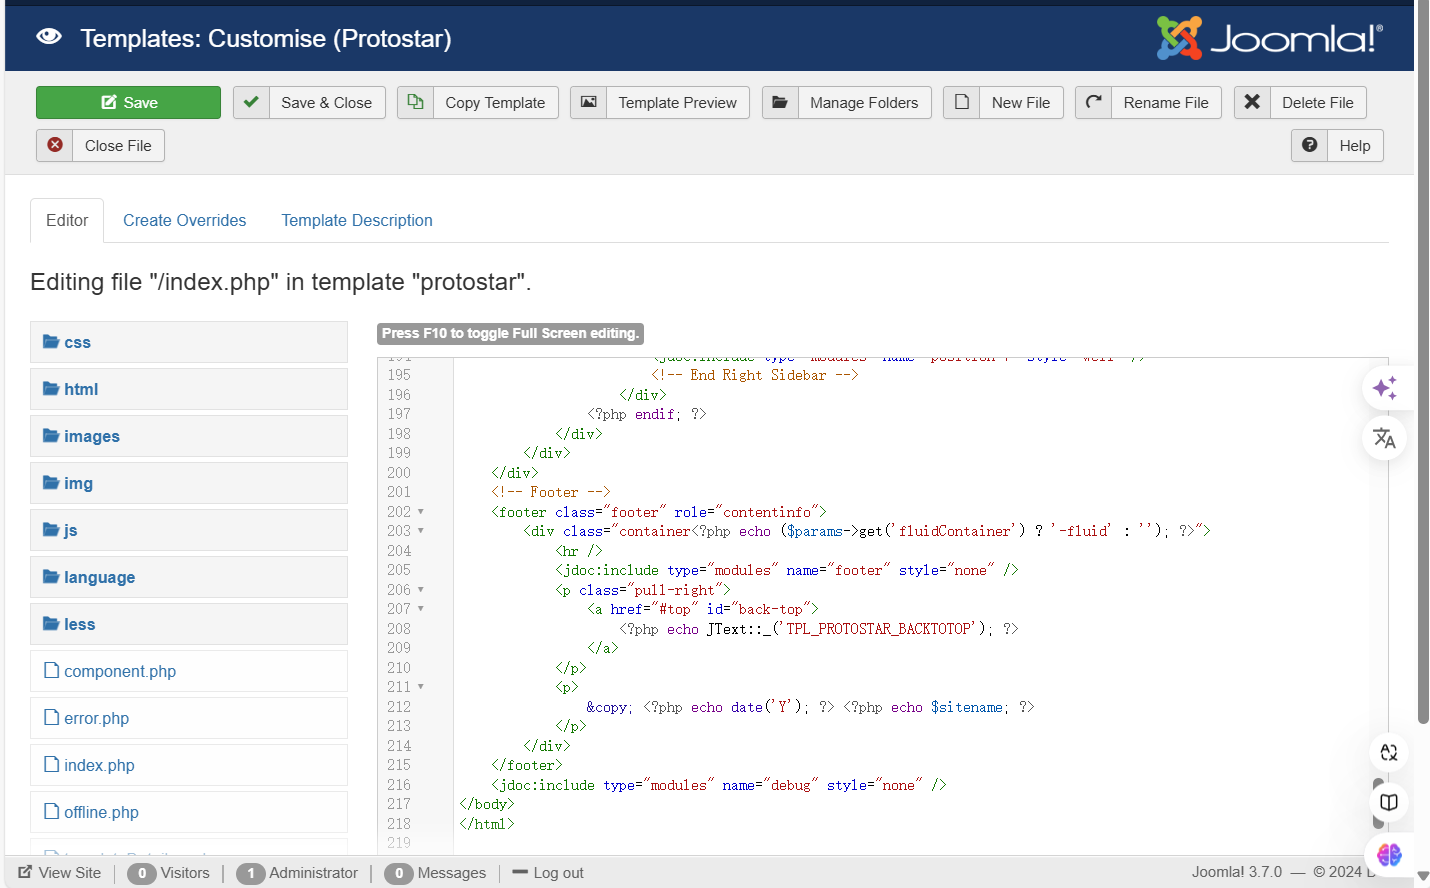 Templates: Customise (Protostar)
Joomla!®
Save
Save & Close
Copy Template
Template Preview
Manage Folders
New File
Rename File
Delete File
Close File
Help
Editor
Create Overrides
Template Description
Editing file "/index.php" in template "protostar".
css
html
images
img
js
language
less
component.php
error.php
index.php
offline.php
Press F10 to toggle Full Screen editing.
195 <!-- End Right Sidebar -->
196 </div>
197 <?php endif; ?>
198 </div>
199 </div>
200 </div>
201 <!-- Footer -->
202 <footer class="footer" role="contentinfo">
203 <div class="container<?php echo ($params->get('fluidContainer') ? '-fluid' : ''); ?>">
204 <hr />
205 <jdoc:include type="modules" name="footer" style="none" />
206 <p class="pull-right">
207 <a href="#top" id="back-top">
208 <?php echo JText::_('TPL_PROTOSTAR_BACKTOTOP'); ?>
209 </a>
210 </p>
211 <p>
212 &copy; <?php echo date('Y'); ?> <?php echo $sitename; ?>
213 </p>
214 </div>
215 </footer>
216 <jdoc:include type="modules" name="debug" style="none" />
217 </body>
218 </html>
219
View Site
0 Visitors
1 Administrator
0 Messages
Log out
Joomla! 3.7.0 — © 2024